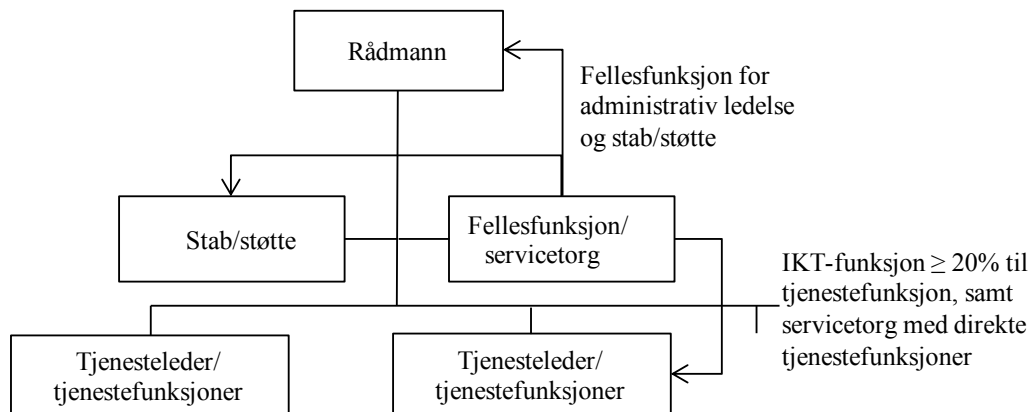 Rådmann
Fellesfunksjon for
administrativ ledelse
og stab/støtte
Stab/støtte
Fellesfunksjon/
servicetorg
IKT-funksjon ≥ 20% til
tjenestefunksjon, samt
servicetorg med direkte
tjenestefunksjoner
Tjenesteleder/
tjenestefunksjoner
Tjenesteleder/
tjenestefunksjoner